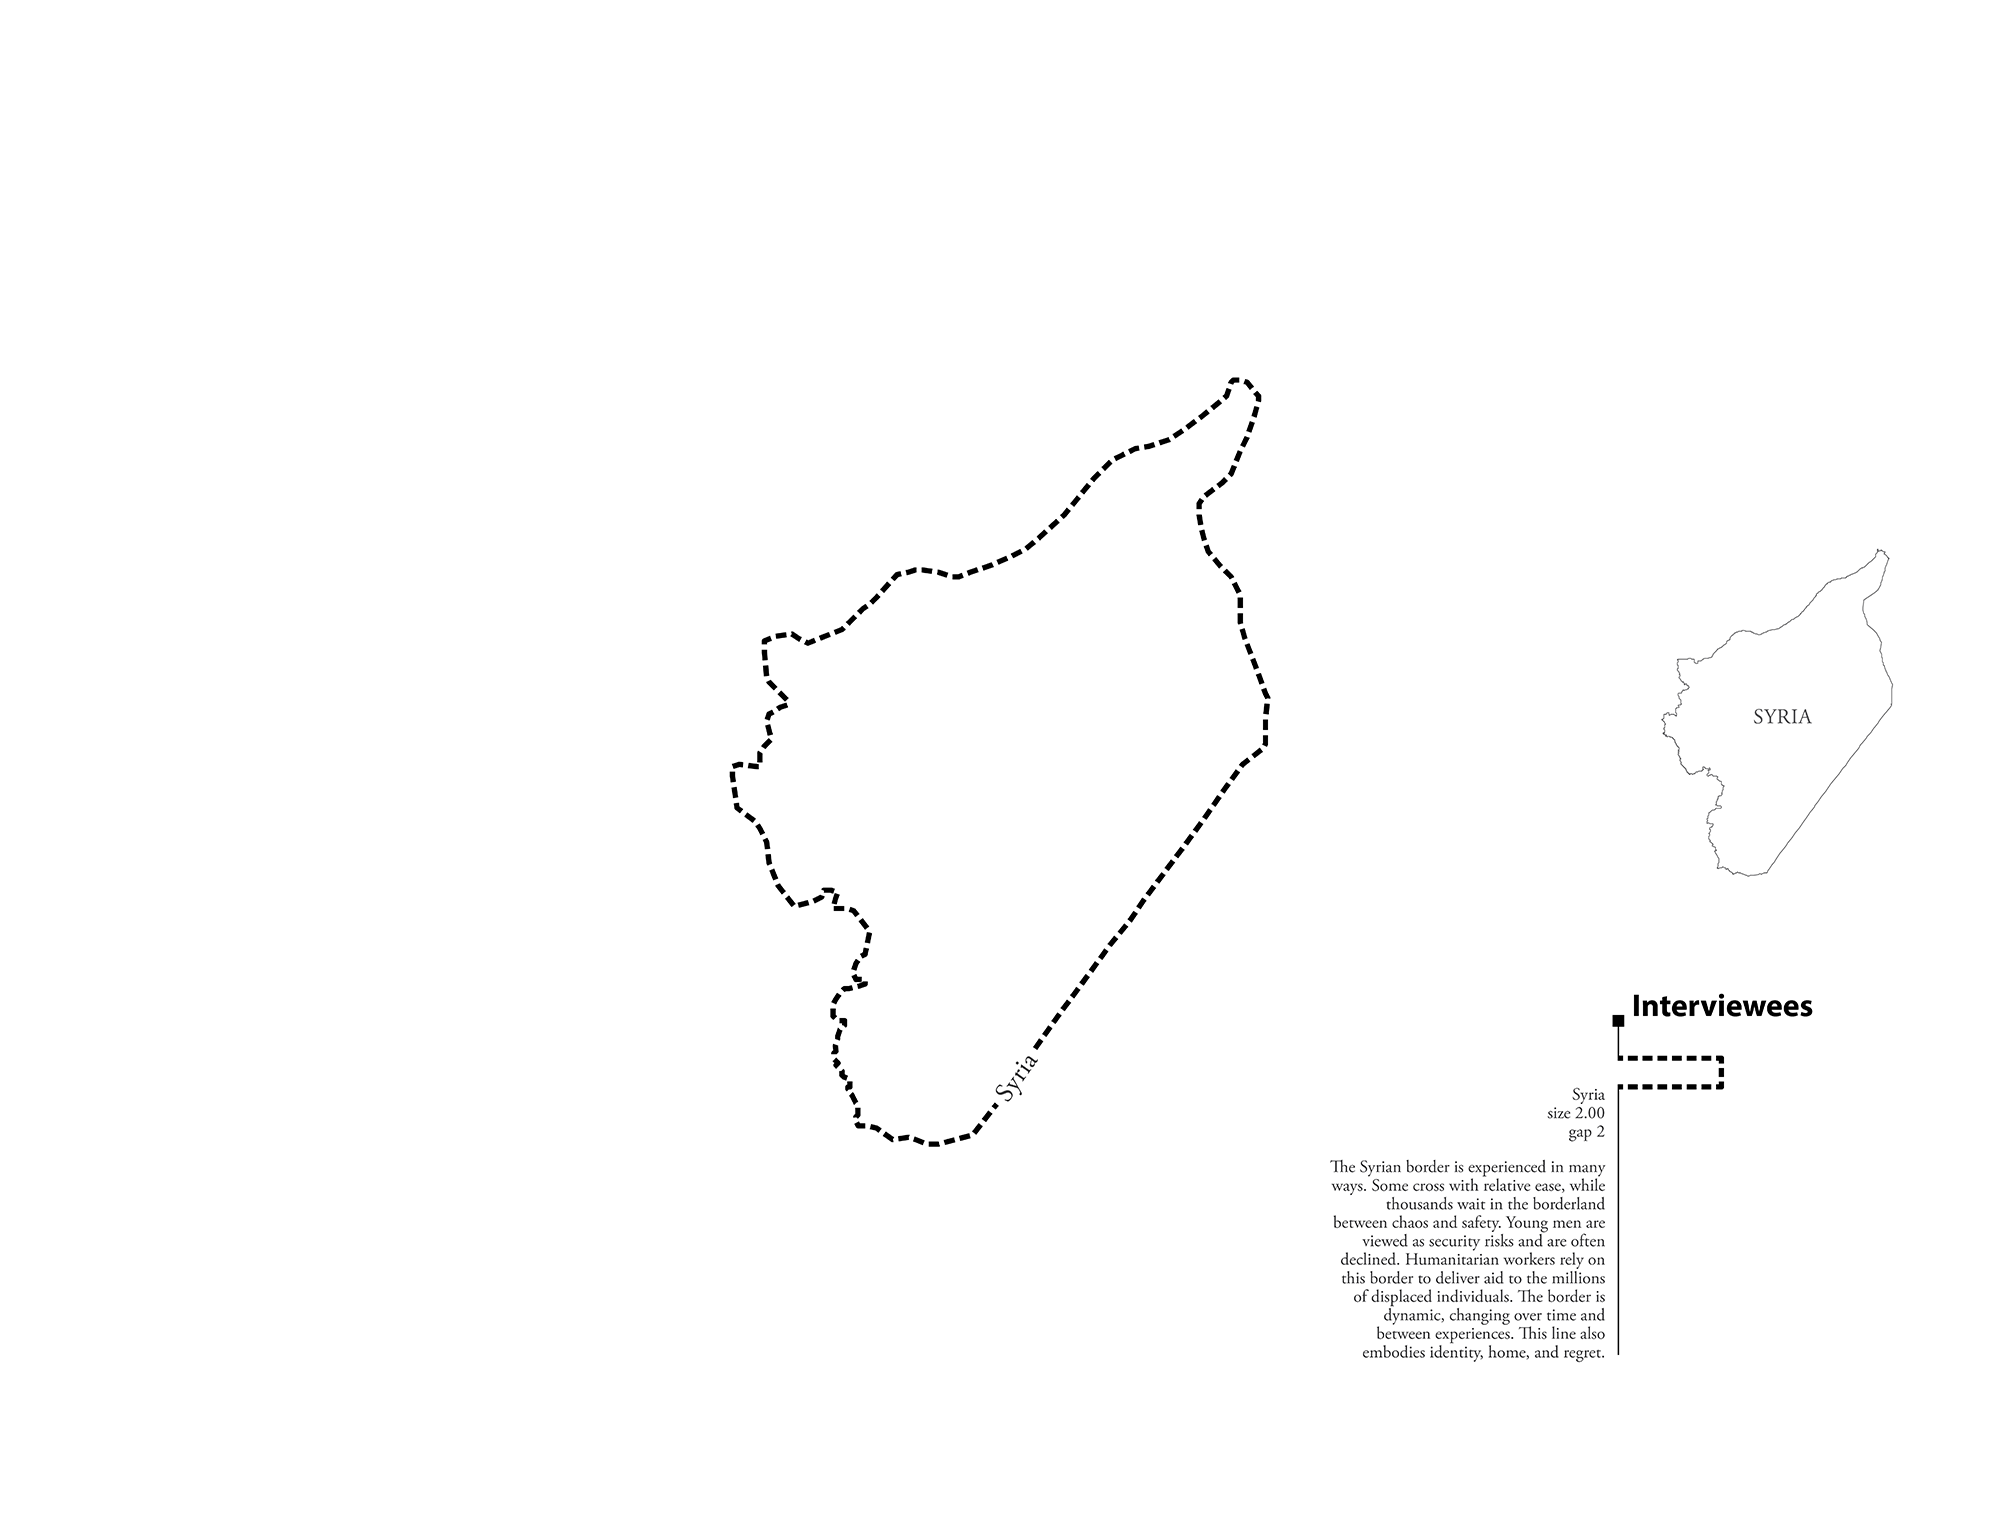 SYRIA
Syria
Interviewees
Syria
size 2.00
gap 2
The Syrian border is experienced in many
ways. Some cross with relative ease, while
thousands wait in the borderland
between chaos and safety. Young men are
viewed as security risks and are often
declined. Humanitarian workers rely on
this border to deliver aid to the millions
of displaced individuals. The border is
dynamic, changing over time and
between experiences. This line also
embodies identity, home, and regret.